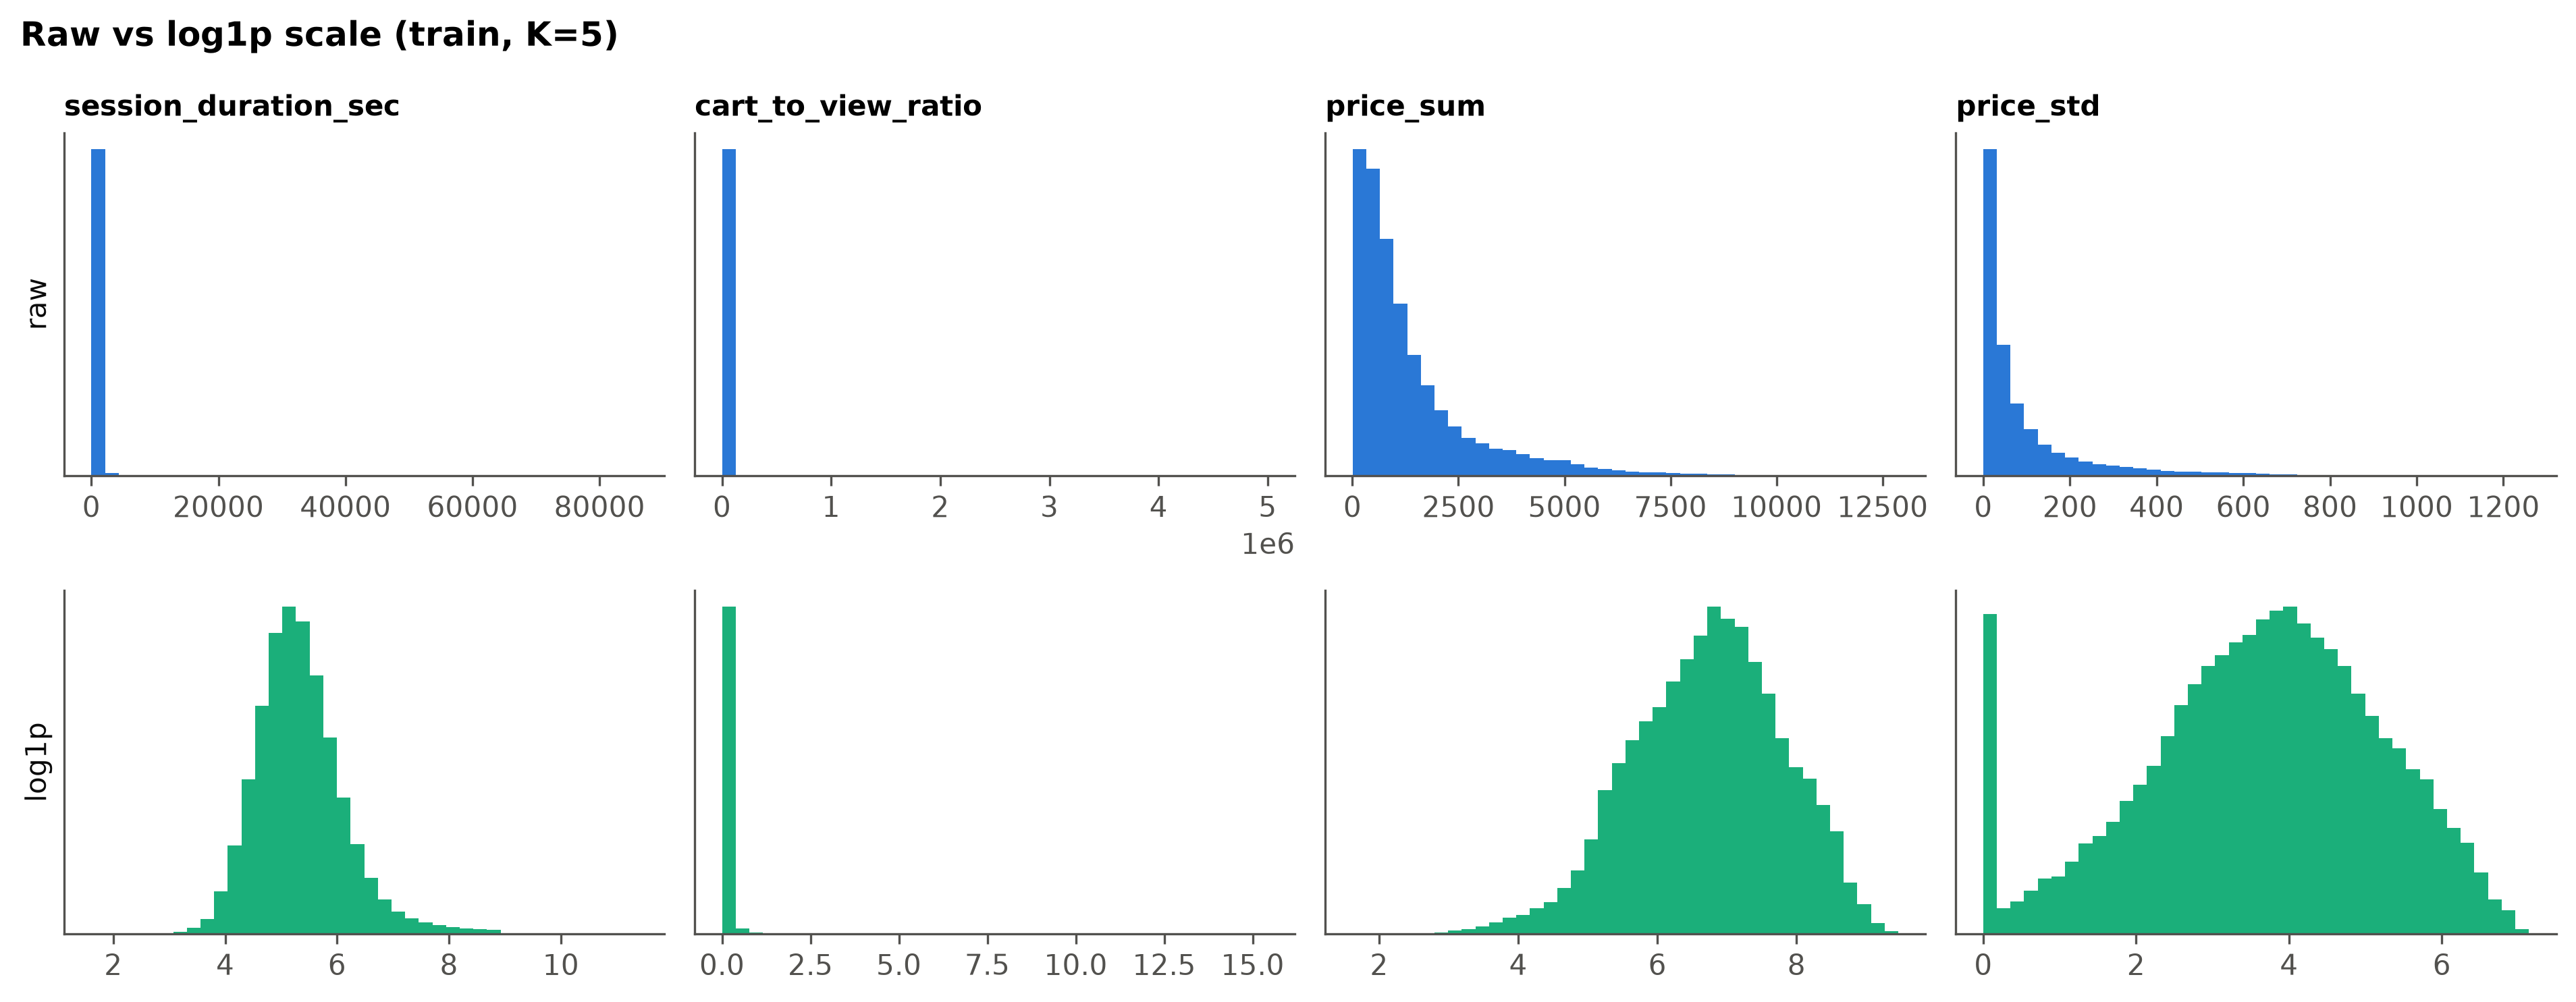 Raw vs log1p scale (train, K=5)
session_duration_sec cart_to_view_ratio price_sum price_std
raw
0 20000 40000 60000 80000 0 1 2 3 4 5 0 2500 5000 7500 10000 12500 0 200 400 600 800 1000 1200
1e6
log1p
2 4 6 8 10 0.0 2.5 5.0 7.5 10.0 12.5 15.0 2 4 6 8 0 2 4 6